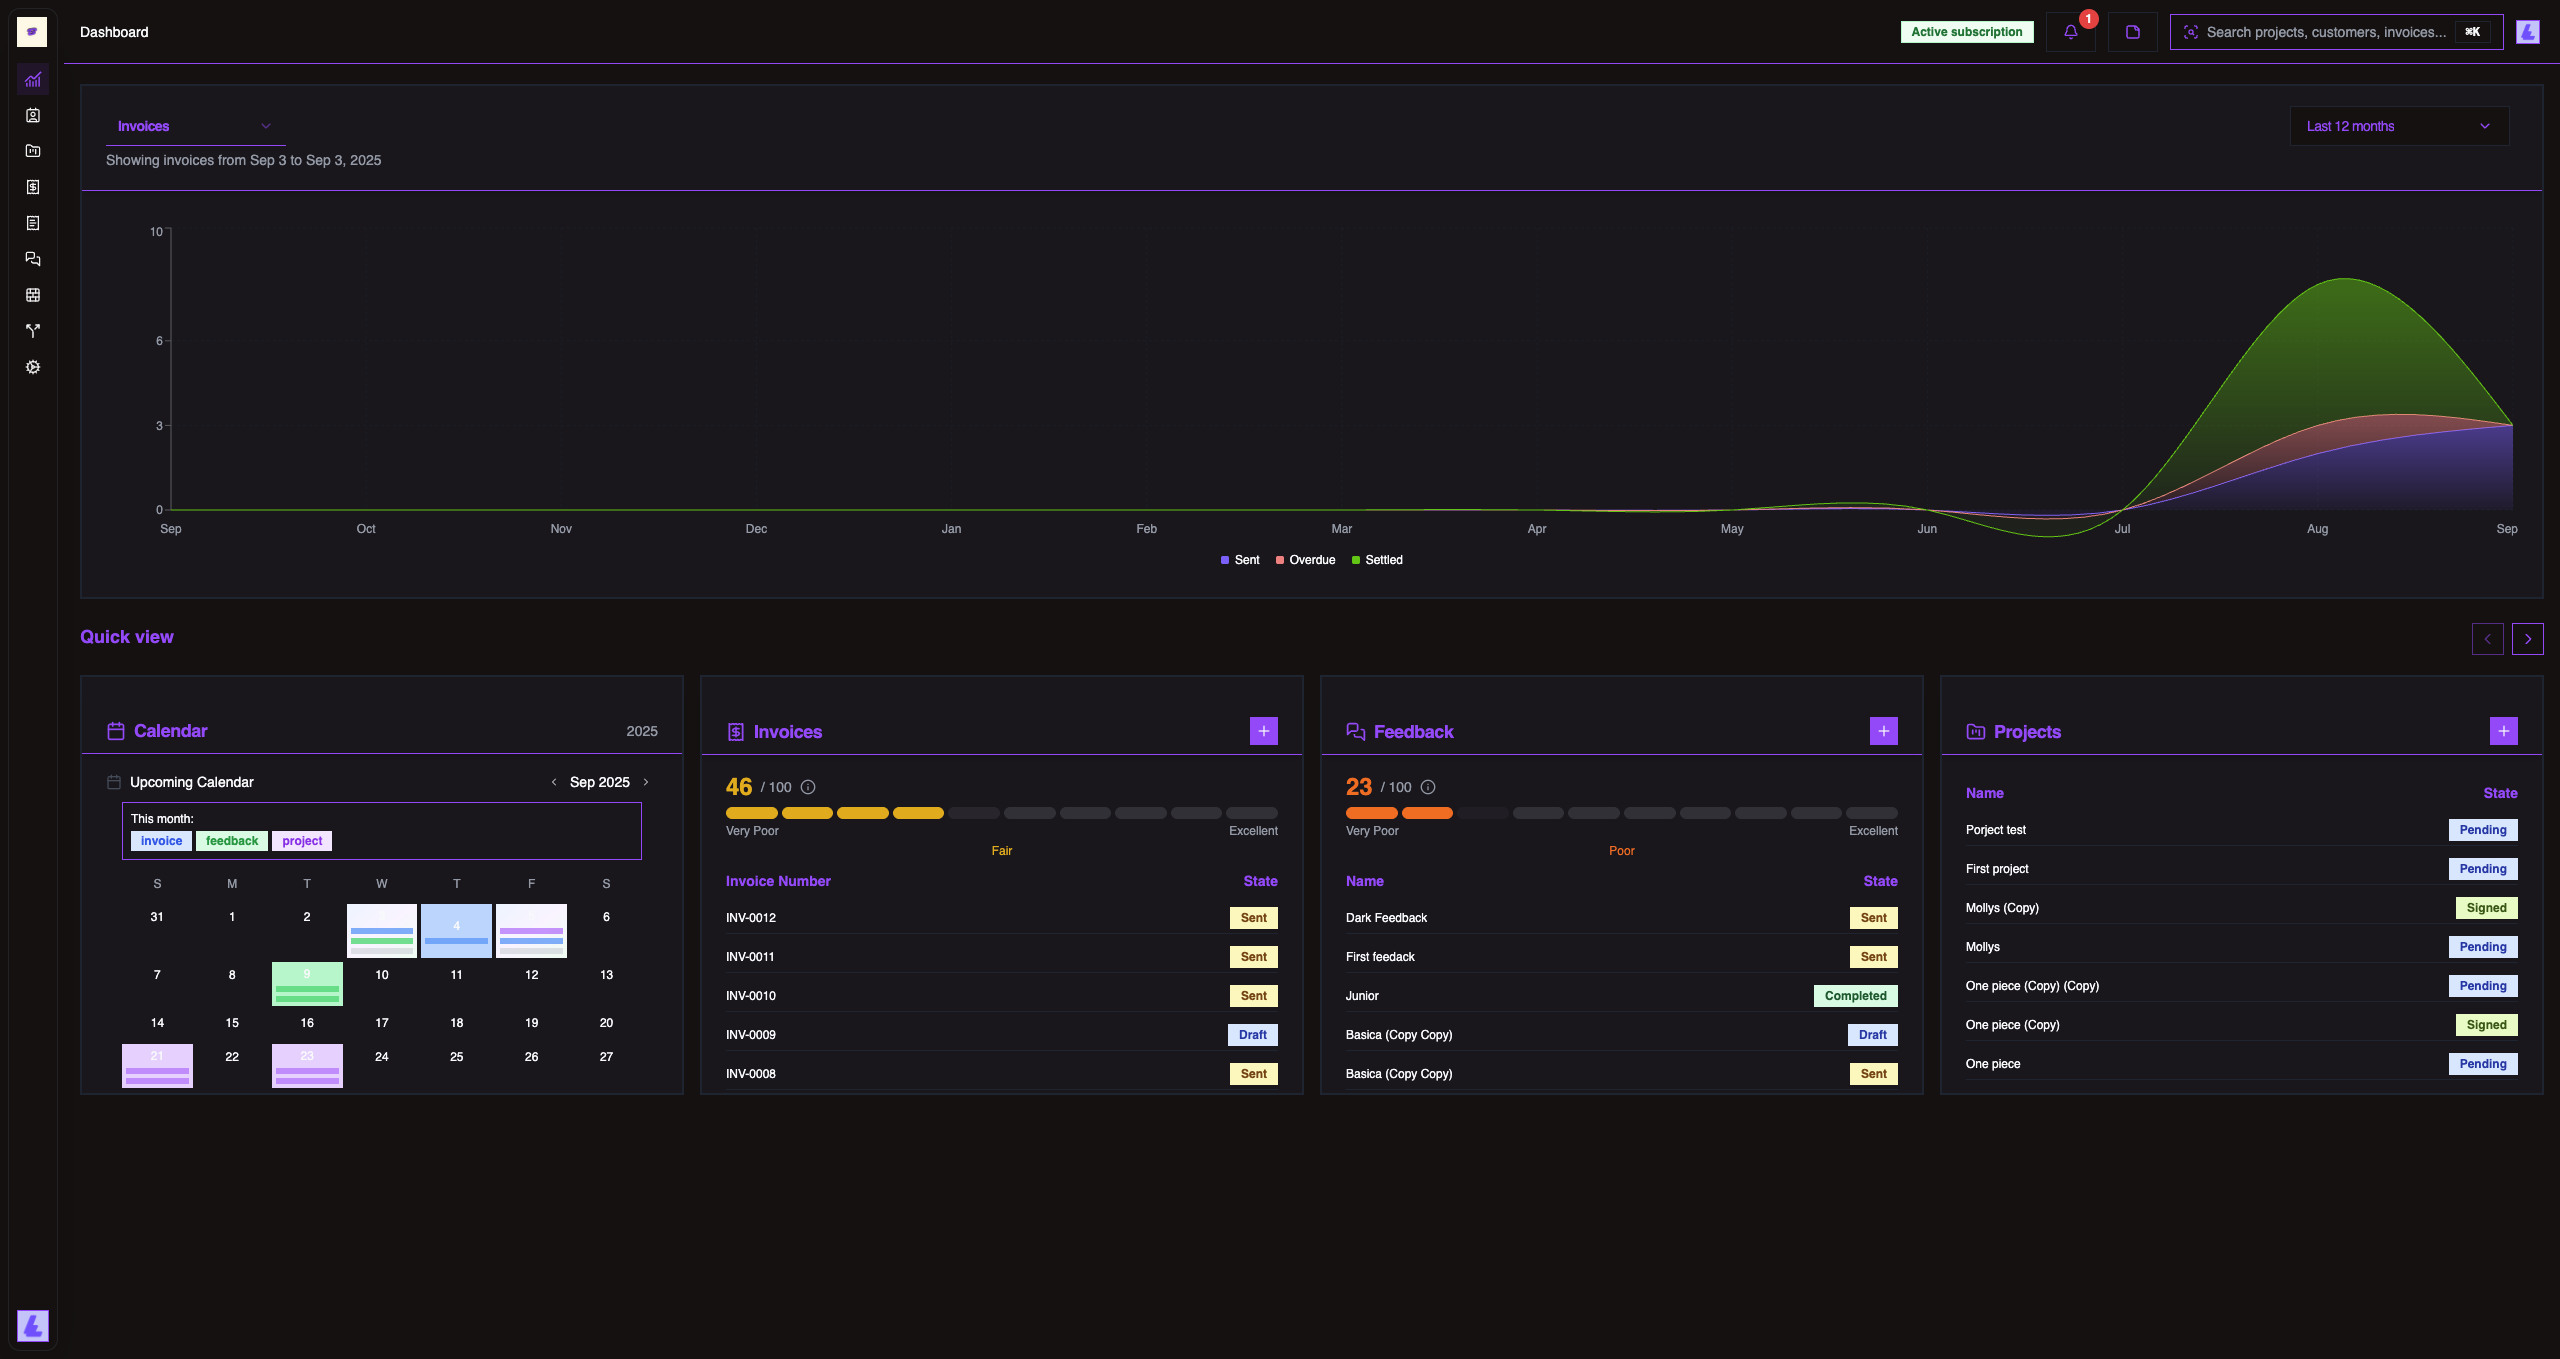 Dashboard
Active subscription
1
Search projects, customers, invoices... ⌘K
Invoices
Last 12 months
Showing invoices from Sep 3 to Sep 3, 2025
10
6
3
0
Sep Oct Nov Dec Jan Feb Mar Apr May Jun Jul Aug Sep
Sent Overdue Settled
Quick view
Calendar
2025
Upcoming Calendar
Sep 2025
This month:
invoice feedback project
S M T W T F S
31 1 2 4 6
7 8 9 10 11 12 13
14 15 16 17 18 19 20
21 22 23 24 25 26 27
Invoices
46 / 100
Very Poor Excellent
Fair
Invoice Number State
INV-0012 Sent
INV-0011 Sent
INV-0010 Sent
INV-0009 Draft
INV-0008 Sent
Feedback
23 / 100
Very Poor Excellent
Poor
Name State
Dark Feedback Sent
First feedack Sent
Junior Completed
Basica (Copy Copy) Draft
Basica (Copy Copy) Sent
Projects
Name State
Porject test Pending
First project Pending
Mollys (Copy) Signed
Mollys Pending
One piece (Copy) (Copy) Pending
One piece (Copy) Signed
One piece Pending